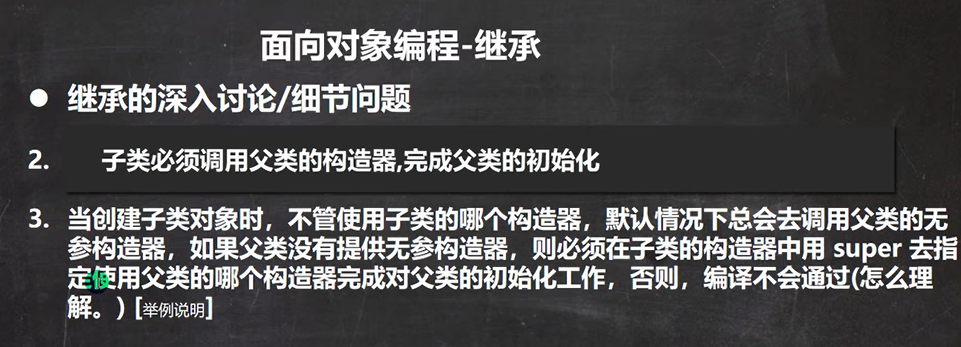 面向对象编程-继承
● 继承的深入讨论/细节问题
2. 子类必须调用父类的构造器,完成父类的初始化
3. 当创建子类对象时，不管使用子类的哪个构造器，默认情况下总会去调用父类的无
参构造器，如果父类没有提供无参构造器，则必须在子类的构造器中用 super 去指
定使用父类的哪个构造器完成对父类的初始化工作，否则，编译不会通过(怎么理
解。) [举例说明]